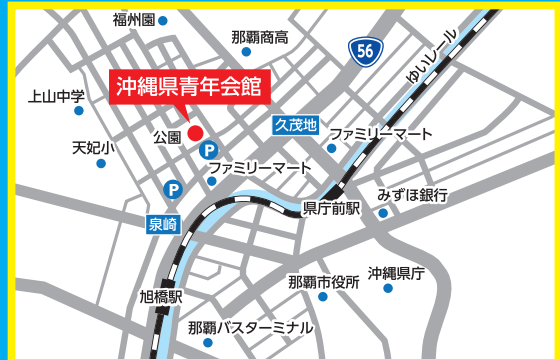 福州園
那覇商高
56
ゆいレール
沖縄県青年会館
上山中学
久茂地
公園
ファミリーマート
天妃小
P
ファミリーマート
P
みずほ銀行
県庁前駅
泉崎
沖縄県庁
那覇市役所
旭橋駅
那覇バスターミナル